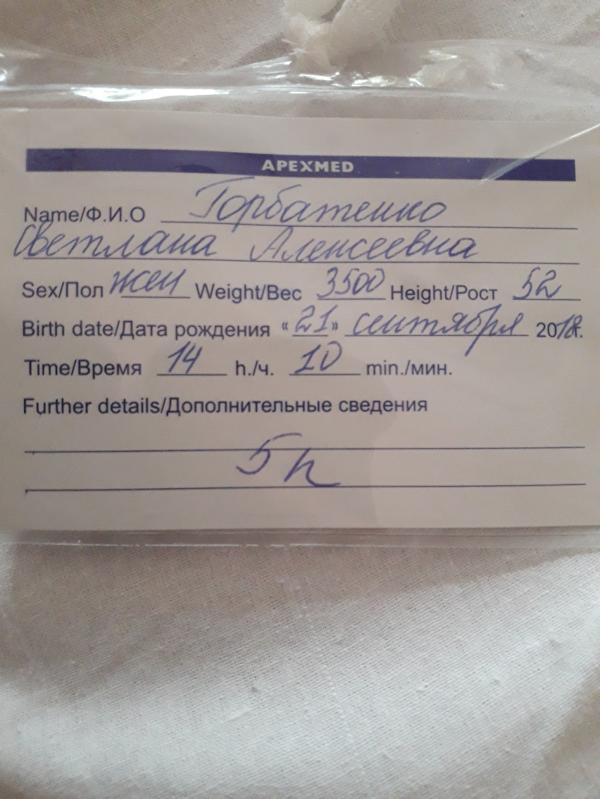 APEXMED
Name/Ф.И.О Горбатенко
Светлана Алексеевна
Sex/Пол жен Weight/Вес 3500 Height/Рост 52
Birth date/Дата рождения «21» сентября 2018г.
Time/Время 14 h./ч. 10 min./мин.
Further details/Дополнительные сведения
5п